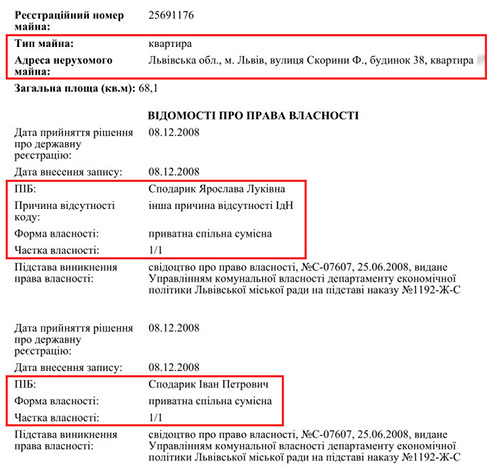 Реєстраційний номер 25691176
майна:
Тип майна: квартира
Адреса нерухомого Львівська обл., м. Львів, вулиця Скорини Ф., будинок 38, квартира
майна:
Загальна площа (кв.м): 68,1
ВІДОМОСТІ ПРО ПРАВА ВЛАСНОСТІ
Дата прийняття рішення 08.12.2008
про державну
реєстрацію:
Дата внесення запису: 08.12.2008
ПІБ: Сподарик Ярослава Луківна
Причина відсутності інша причина відсутності ІдН
коду:
Форма власності: приватна спільна сумісна
Частка власності: 1/1
Підстава виникнення свідоцтво про право власності, №С-07607, 25.06.2008, видане
права власності: Управлінням комунальної власності департаменту економічної
політики Львівської міської ради на підставі наказу №1192-Ж-С
Дата прийняття рішення 08.12.2008
про державну
реєстрацію:
Дата внесення запису: 08.12.2008
ПІБ: Сподарик Іван Петрович
Форма власності: приватна спільна сумісна
Частка власності: 1/1
Підстава виникнення свідоцтво про право власності, №С-07607, 25.06.2008, видане
права власності: Управлінням комунальної власності департаменту економічної
політики Львівської міської ради на підставі наказу №1192-Ж-С